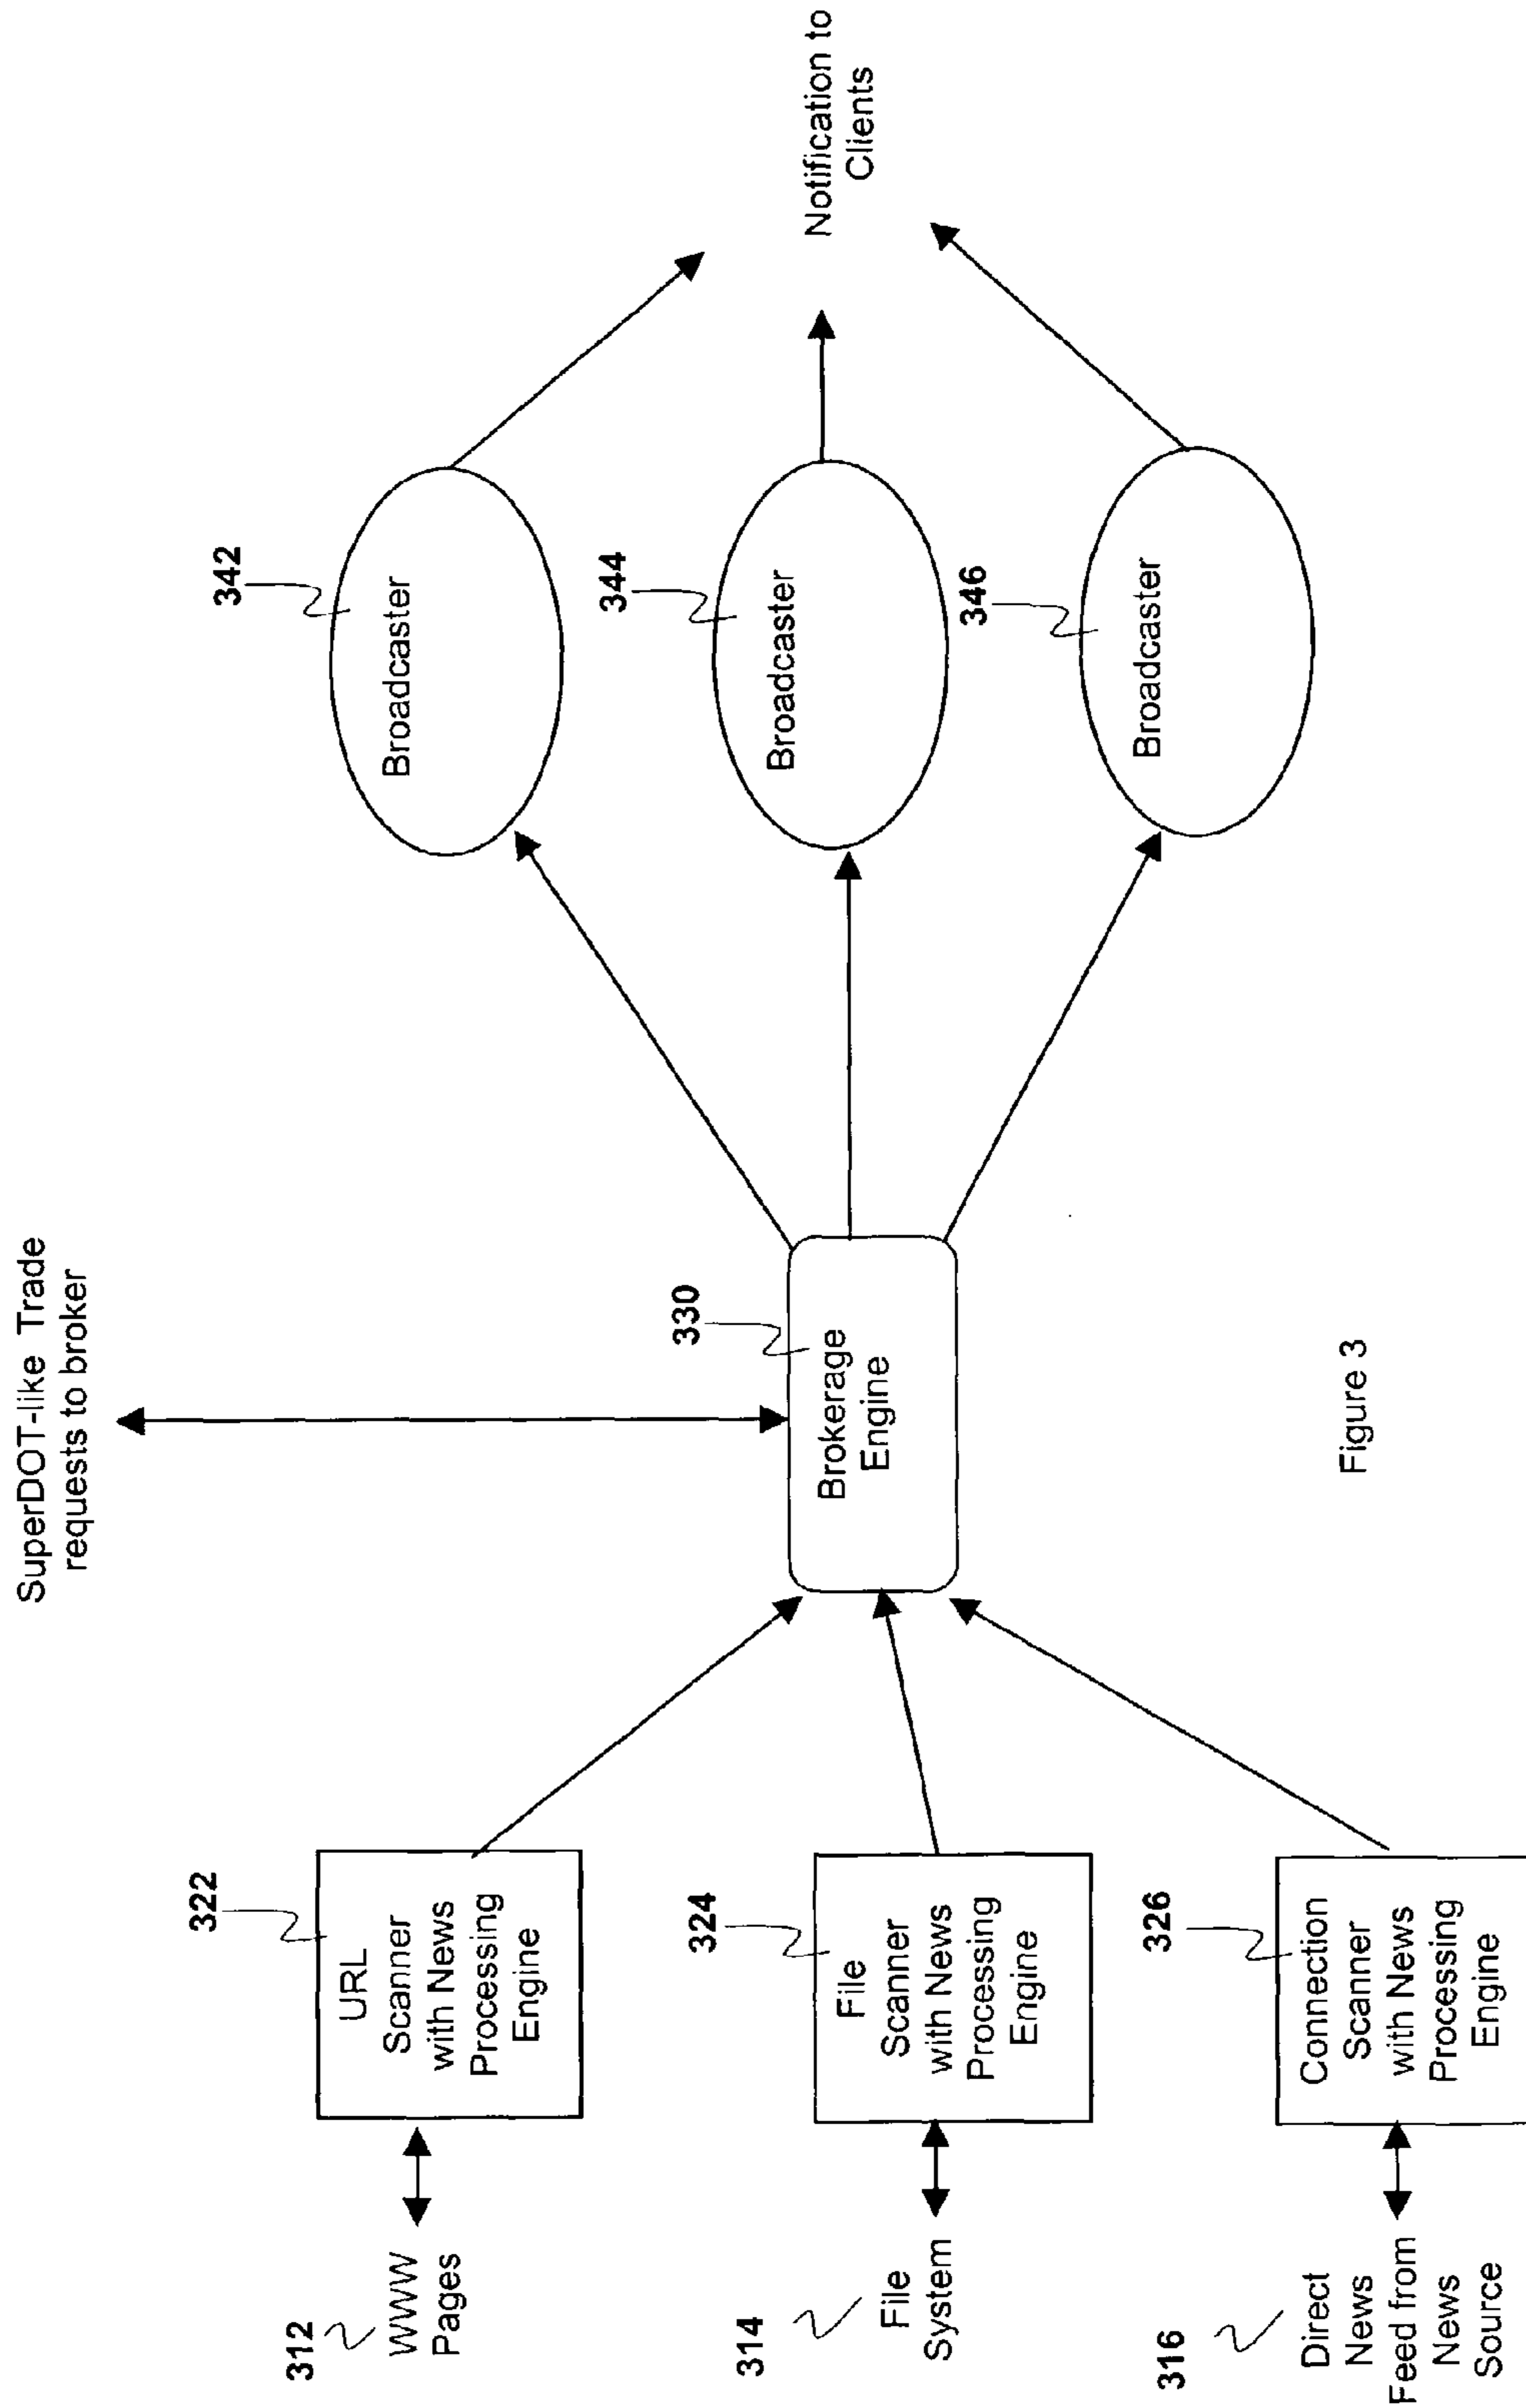 SuperDOT-like Trade
requests to broker
312
WWW
Pages
322
URL
Scanner
with News
Processing
Engine
314
File
System
324
File
Scanner
with News
Processing
Engine
316
Direct
News
Feed from
News
Source
326
Connection
Scanner
with News
Processing
Engine
330
Brokerage
Engine
342
Broadcaster
344
Broadcaster
346
Broadcaster
Notification to
Clients
Figure 3